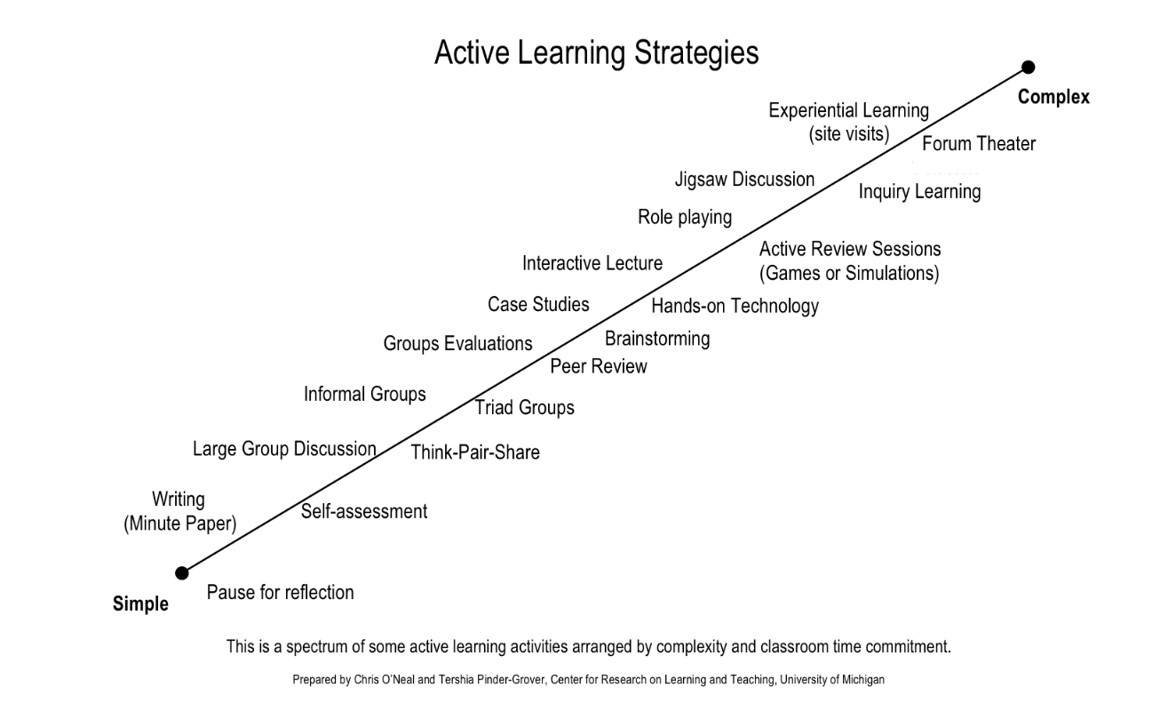 Active Learning Strategies
Complex
Experiential Learning
(site visits)
Forum Theater
Jigsaw Discussion
Inquiry Learning
Role playing
Active Review Sessions
(Games or Simulations)
Interactive Lecture
Case Studies
Hands-on Technology
Groups Evaluations
Brainstorming
Peer Review
Informal Groups
Triad Groups
Large Group Discussion
Think-Pair-Share
Writing
(Minute Paper)
Self-assessment
Simple
Pause for reflection
This is a spectrum of some active learning activities arranged by complexity and classroom time commitment.
Prepared by Chris O’Neal and Tershia Pinder-Grover, Center for Research on Learning and Teaching, University of Michigan